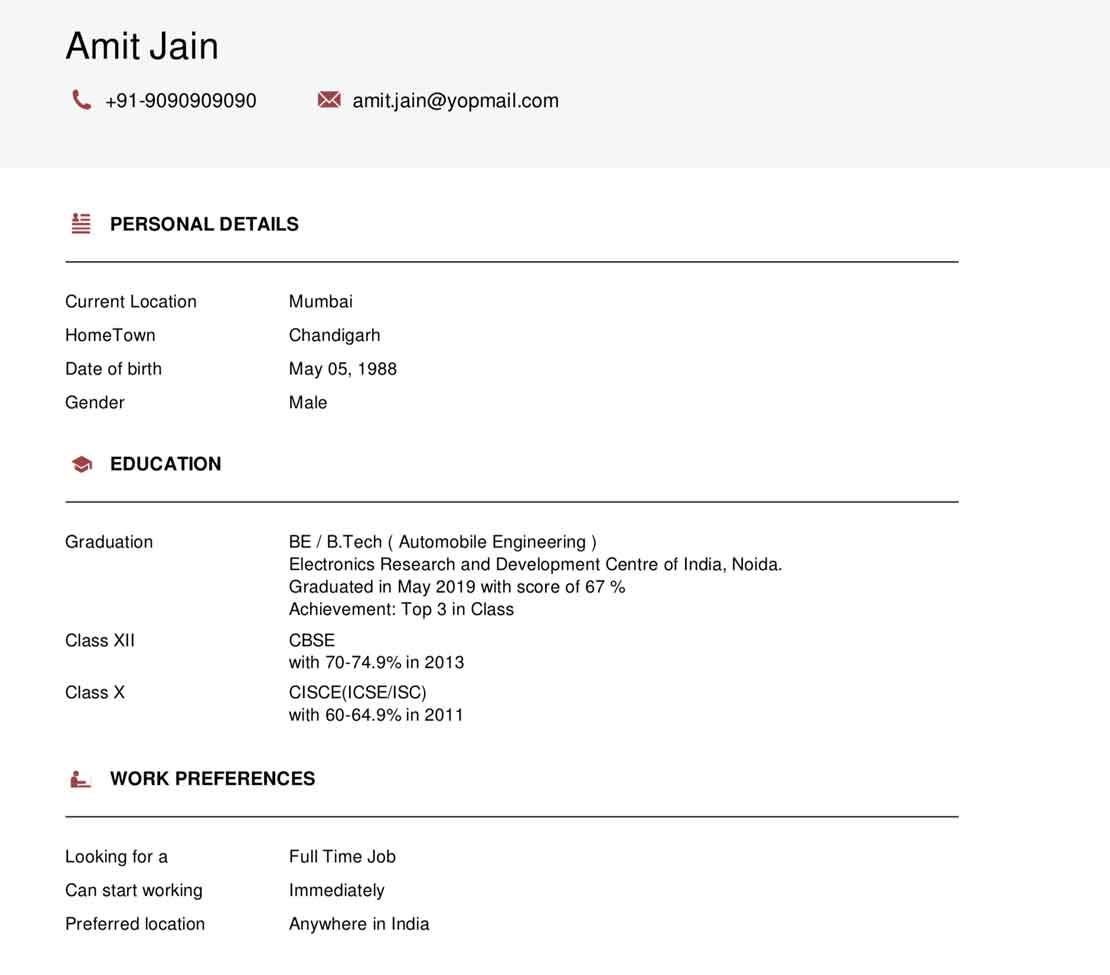 Amit Jain
+91-9090909090 amit.jain@yopmail.com
PERSONAL DETAILS
Current Location Mumbai
HomeTown Chandigarh
Date of birth May 05, 1988
Gender Male
EDUCATION
Graduation BE / B.Tech ( Automobile Engineering )
Electronics Research and Development Centre of India, Noida.
Graduated in May 2019 with score of 67 %
Achievement: Top 3 in Class
Class XII CBSE
with 70-74.9% in 2013
Class X CISCE(ICSE/ISC)
with 60-64.9% in 2011
WORK PREFERENCES
Looking for a Full Time Job
Can start working Immediately
Preferred location Anywhere in India